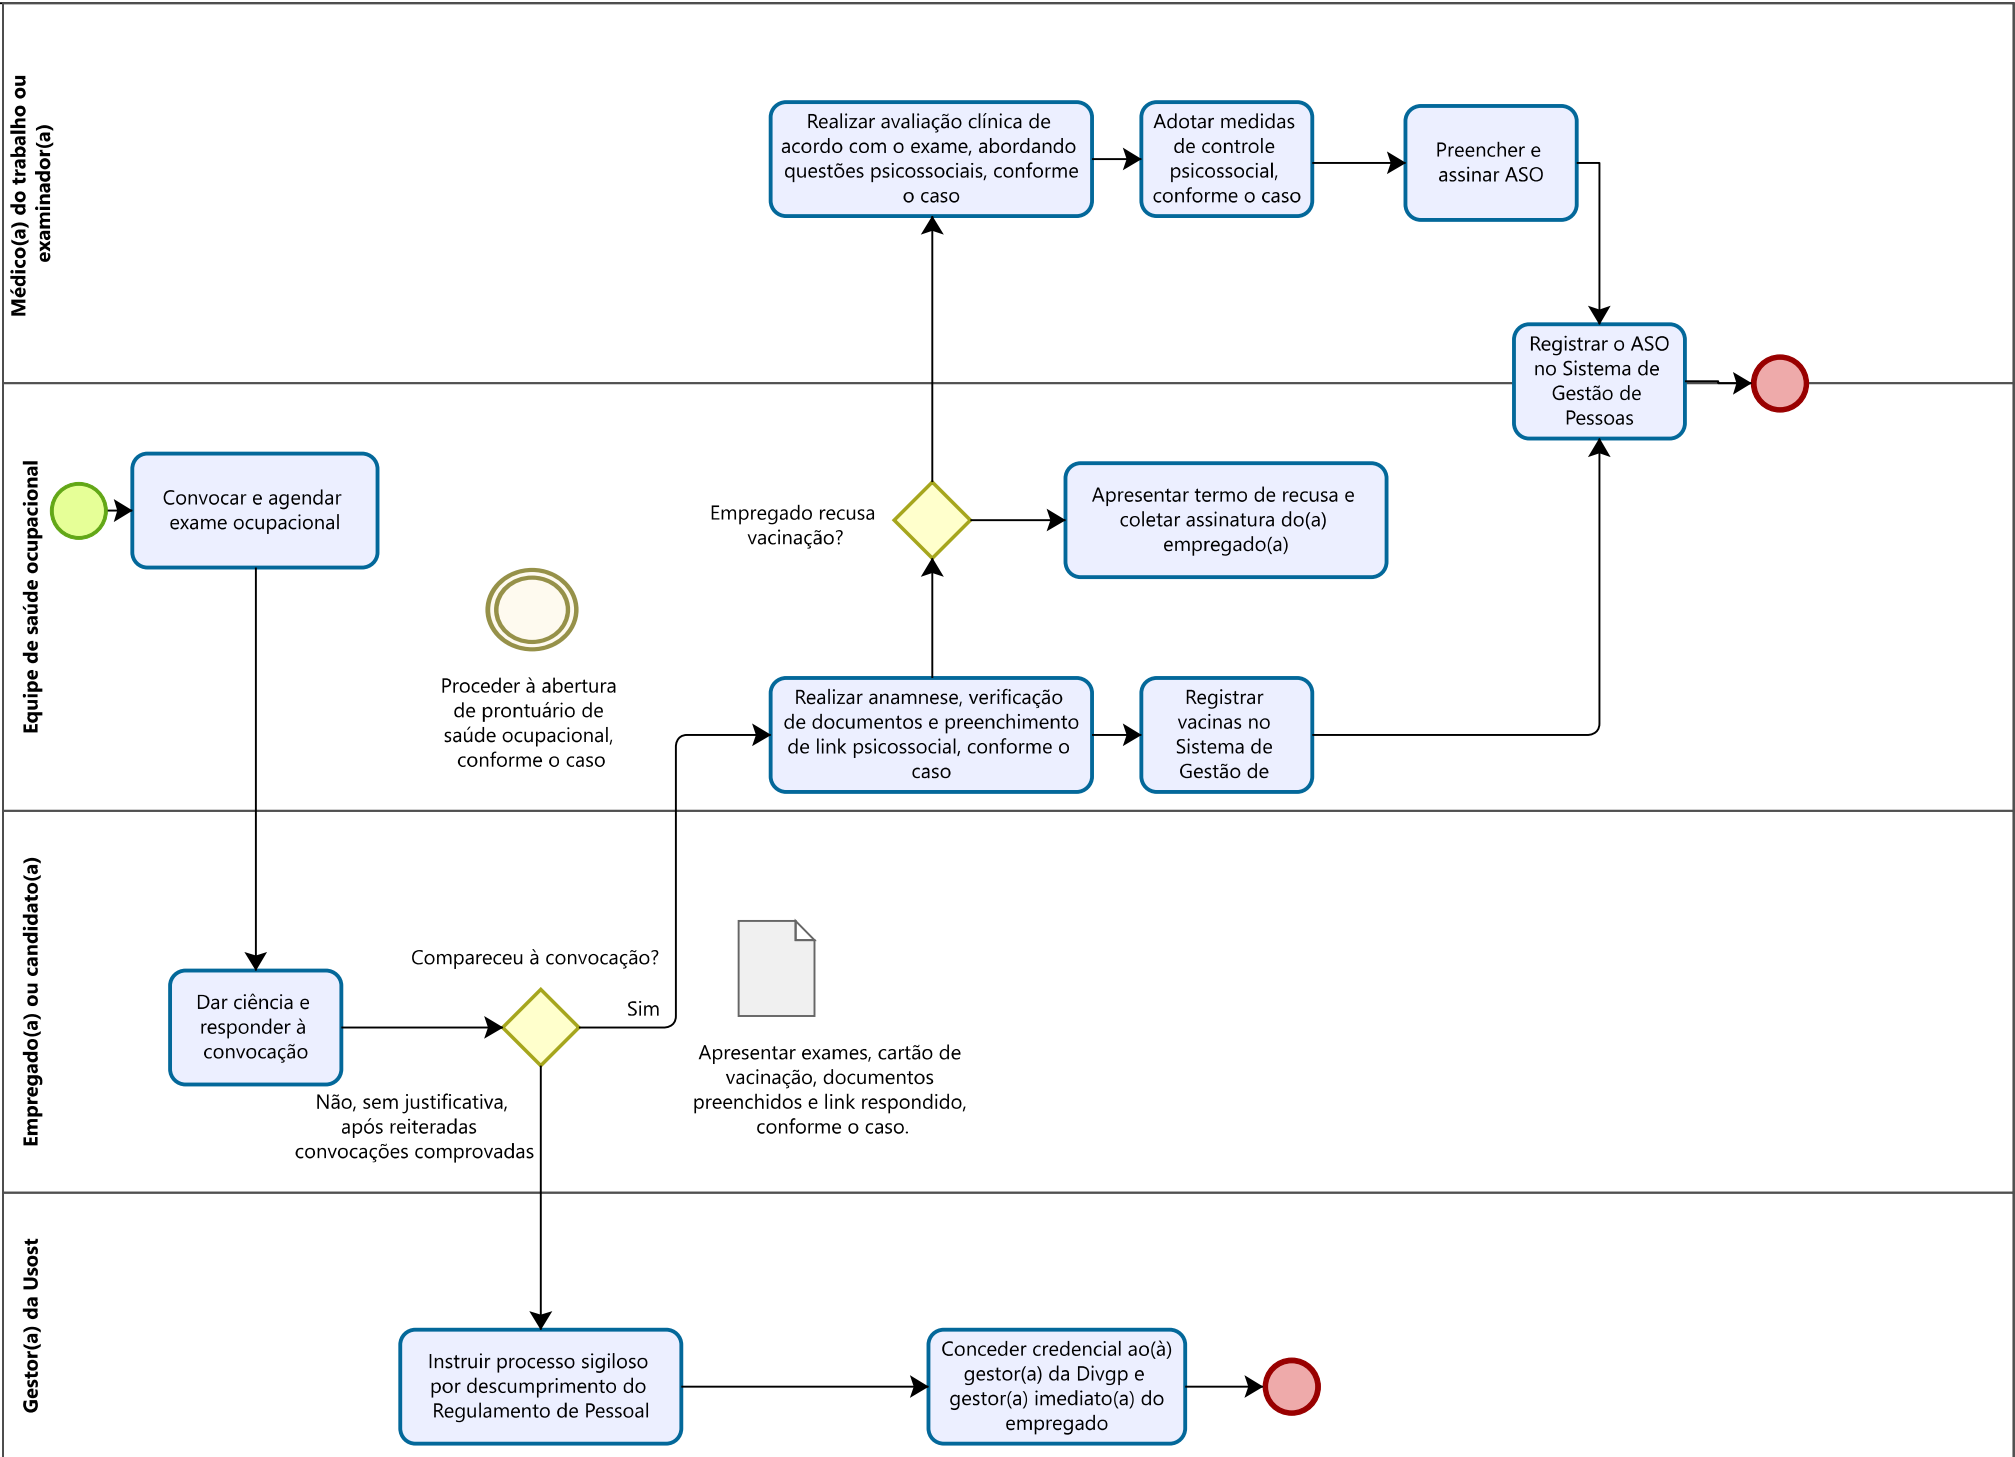 Médico(a) do trabalho ou
examinador(a)
Realizar avaliação clínica de
acordo com o exame, abordando
questões psicossociais, conforme
o caso
Adotar medidas
de controle
psicossocial,
conforme o caso
Preencher e
assinar ASO
Registrar o ASO
no Sistema de
Gestão de
Pessoas
Equipe de saúde ocupacional
Convocar e agendar
exame ocupacional
Proceder à abertura
de prontuário de
saúde ocupacional,
conforme o caso
Empregado recusa
vacinação?
Apresentar termo de recusa e
coletar assinatura do(a)
empregado(a)
Realizar anamnese, verificação
de documentos e preenchimento
de link psicossocial, conforme o
caso
Registrar
vacinas no
Sistema de
Gestão de
Empregado(a) ou candidato(a)
Dar ciência e
responder à
convocação
Compareceu à convocação?
Sim
Não, sem justificativa,
após reiteradas
convocações comprovadas
Apresentar exames, cartão de
vacinação, documentos
preenchidos e link respondido,
conforme o caso.
Gestor(a) da Usost
Instruir processo sigiloso
por descumprimento do
Regulamento de Pessoal
Conceder credencial ao(à)
gestor(a) da Divgp e
gestor(a) imediato(a) do
empregado